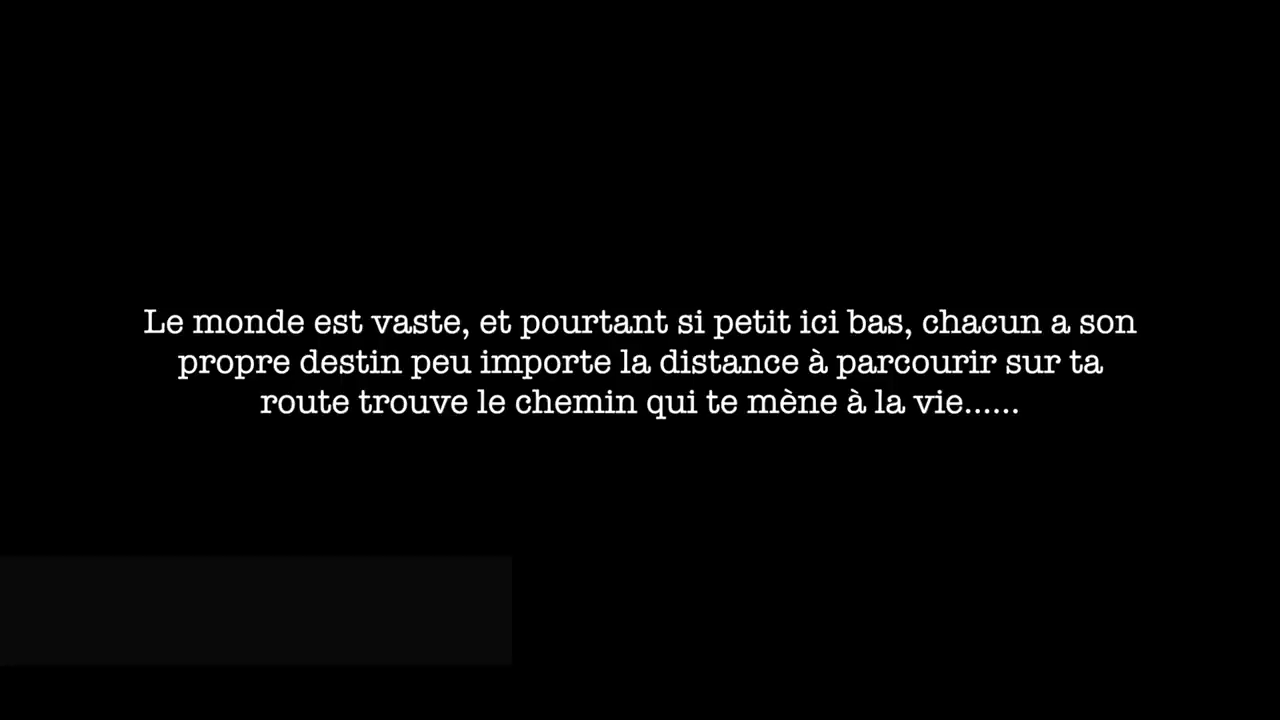 Le monde est vaste, et pourtant si petit ici bas, chacun a son
propre destin peu importe la distance à parcourir sur ta
route trouve le chemin qui te mène à la vie......